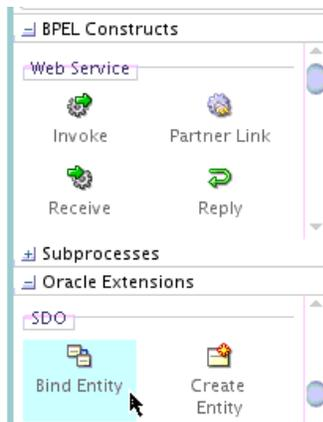 BPEL Constructs
Web Service
Invoke Partner Link
Receive Reply
Subprocesses
Oracle Extensions
SDO
Bind Entity Create
Entity